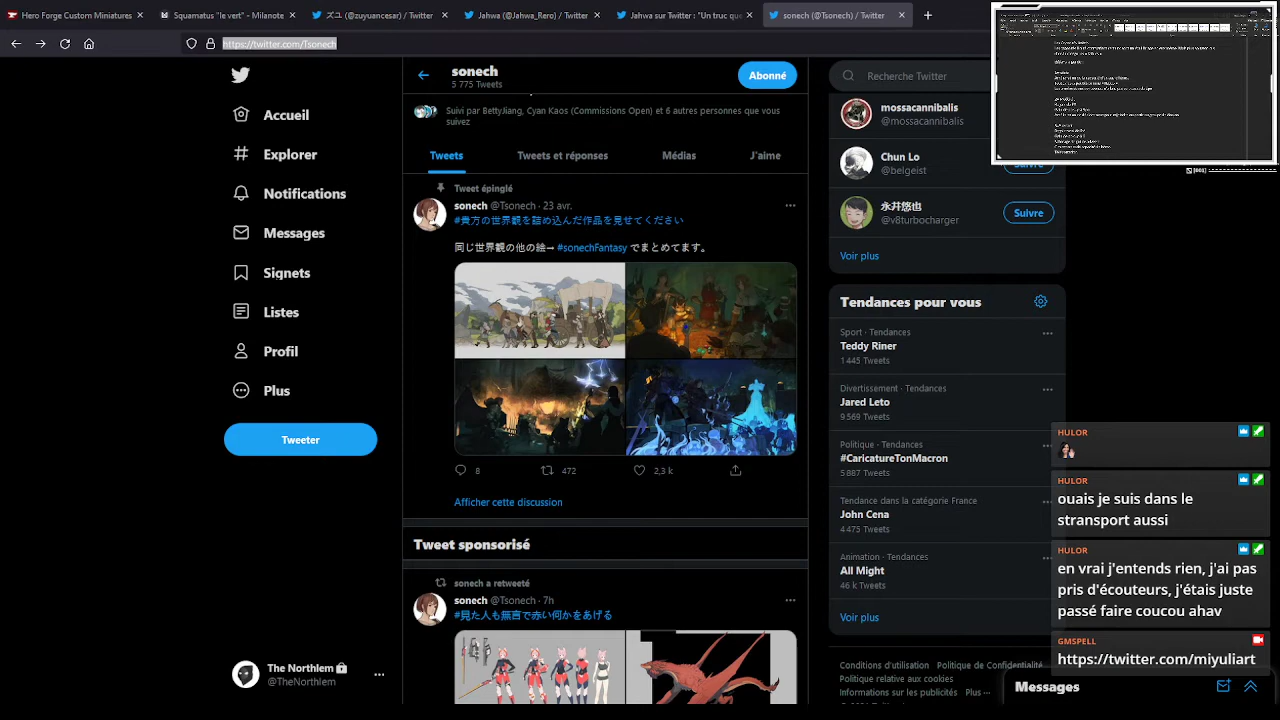 Hero Forge Custom Miniatures
Squamatus "le vert" - Milanote
ズユ (@zuyuancesar) / Twitter
Jahwa (@Jahwa_Rero) / Twitter
Jahwa sur Twitter : "Un truc que
sonech (@Tsonech) / Twitter
https://twitter.com/Tsonech
sonech
5 775 Tweets
Abonné
Suivi par BettyJiang, Cyan Kaos (Commissions Open) et 6 autres personnes que vous
suivez
Tweets
Tweets et réponses
Médias
J'aime
Accueil
Explorer
Notifications
Messages
Signets
Listes
Profil
Plus
Tweeter
The Northlem
@TheNorthlem
Tweet épinglé
sonech @Tsonech · 23 avr.
#貴方の世界観を詰め込んだ作品を見せてください
同じ世界観の他の絵→ #sonechFantasy でまとめてます。
8
472
2,3 k
Afficher cette discussion
Tweet sponsorisé
sonech a retweeté
sonech @Tsonech · 7h
#見た人も無言で赤い何かをあげる
Recherche Twitter
mossacannibalis
@mossacannibalis
Chun Lo
@belgeist
Suivre
永井悠也
@v8turbocharger
Suivre
Voir plus
Tendances pour vous
Sport · Tendances
Teddy Riner
1 445 Tweets
Divertissement · Tendances
Jared Leto
9 569 Tweets
Politique · Tendances
#CaricatureTonMacron
5 887 Tweets
Tendance dans la catégorie France
John Cena
4 475 Tweets
Animation · Tendances
All Might
46 k Tweets
Voir plus
Conditions d'utilisation Politique de Confidentialité
Politique relative aux cookies
Informations sur les publicités Plus ···
HULOR
HULOR
ouais je suis dans le
stransport aussi
HULOR
en vrai j'entends rien, j'ai pas
pris d'écouteurs, j'étais juste
passé faire coucou ahav
GMSPELL
https://twitter.com/miyuliart
Messages